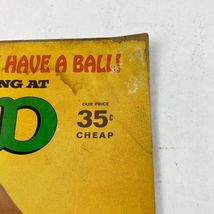 HAVE A BALL!
NG AT
D
OUR PRICE
35¢
CHEAP